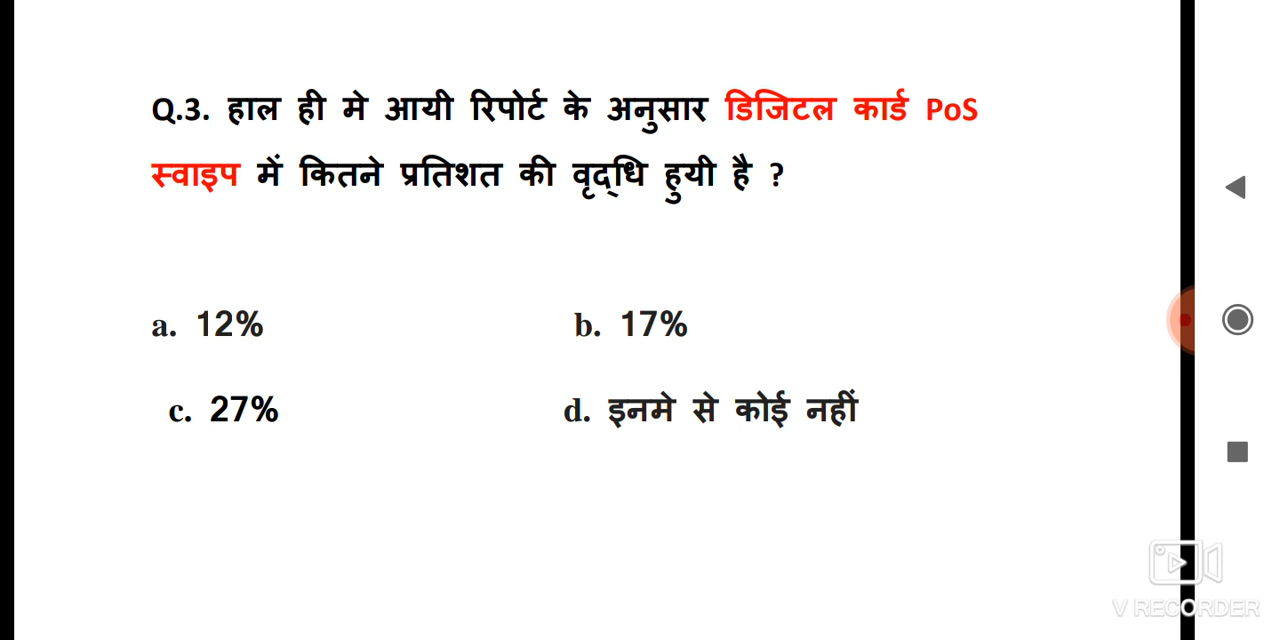 Q.3. हाल ही मे आयी रिपोर्ट के अनुसार डिजिटल कार्ड PoS
स्वाइप में कितने प्रतिशत की वृद्धि हुयी है ?
a. 12%
b. 17%
c. 27%
d. इनमे से कोई नहीं
V RECORDER